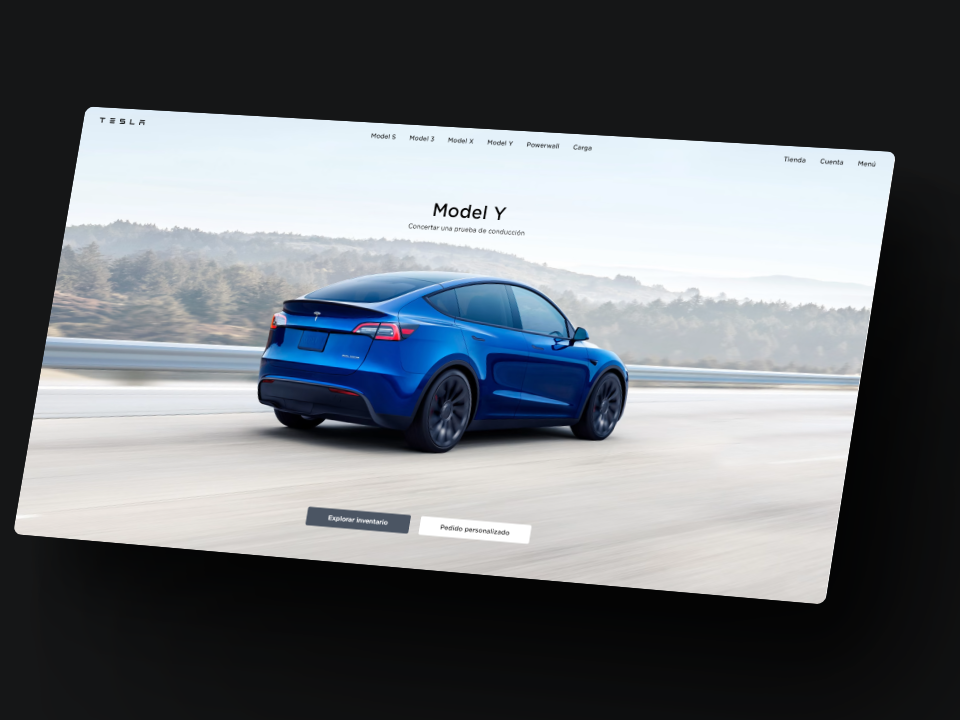 TESLA
Model S Model 3 Model X Model Y Powerwall Carga
Tienda Cuenta Menú
Model Y
Concertar una prueba de conducción
Explorar inventario
Pedido personalizado